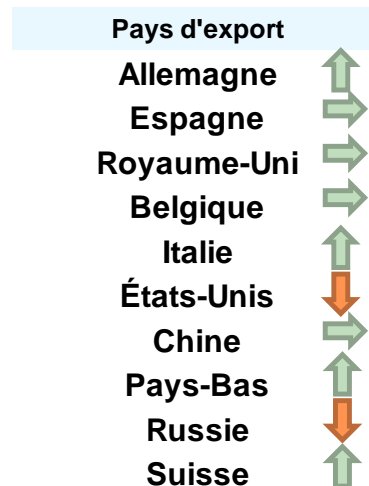 Pays d'export
Allemagne
Espagne
Royaume-Uni
Belgique
Italie
États-Unis
Chine
Pays-Bas
Russie
Suisse